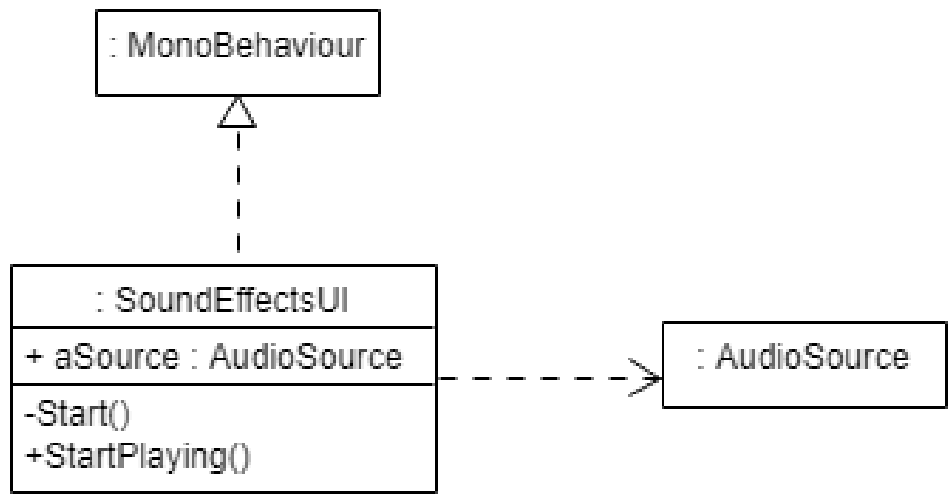 : MonoBehaviour
: SoundEffectsUI
+ aSource : AudioSource
-Start()
+StartPlaying()
: AudioSource